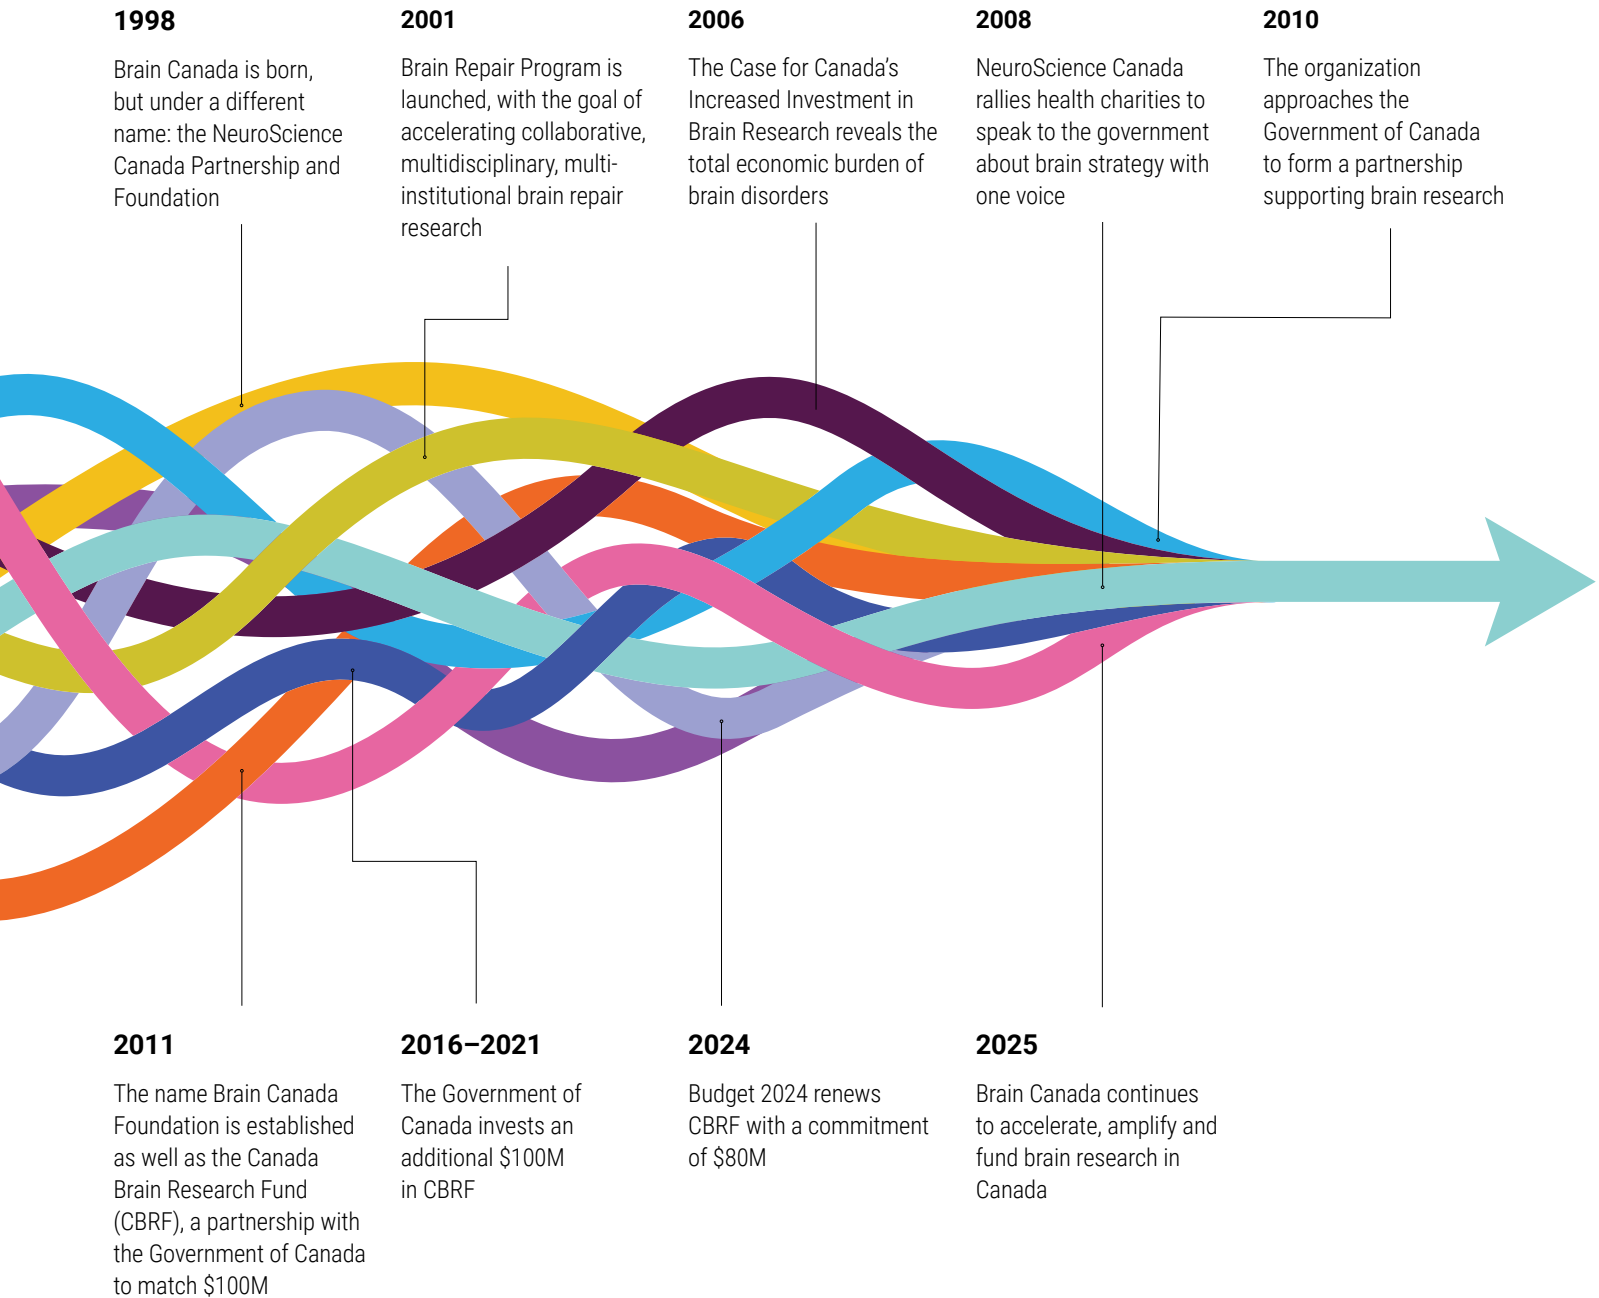 1998
Brain Canada is born,
but under a different
name: the NeuroScience
Canada Partnership and
Foundation
2001
Brain Repair Program is
launched, with the goal of
accelerating collaborative,
multidisciplinary, multi-
institutional brain repair
research
2006
The Case for Canada’s
Increased Investment in
Brain Research reveals the
total economic burden of
brain disorders
2008
NeuroScience Canada
rallies health charities to
speak to the government
about brain strategy with
one voice
2010
The organization
approaches the
Government of Canada
to form a partnership
supporting brain research
2011
The name Brain Canada
Foundation is established
as well as the Canada
Brain Research Fund
(CBRF), a partnership with
the Government of Canada
to match $100M
2016–2021
The Government of
Canada invests an
additional $100M
in CBRF
2024
Budget 2024 renews
CBRF with a commitment
of $80M
2025
Brain Canada continues
to accelerate, amplify and
fund brain research in
Canada